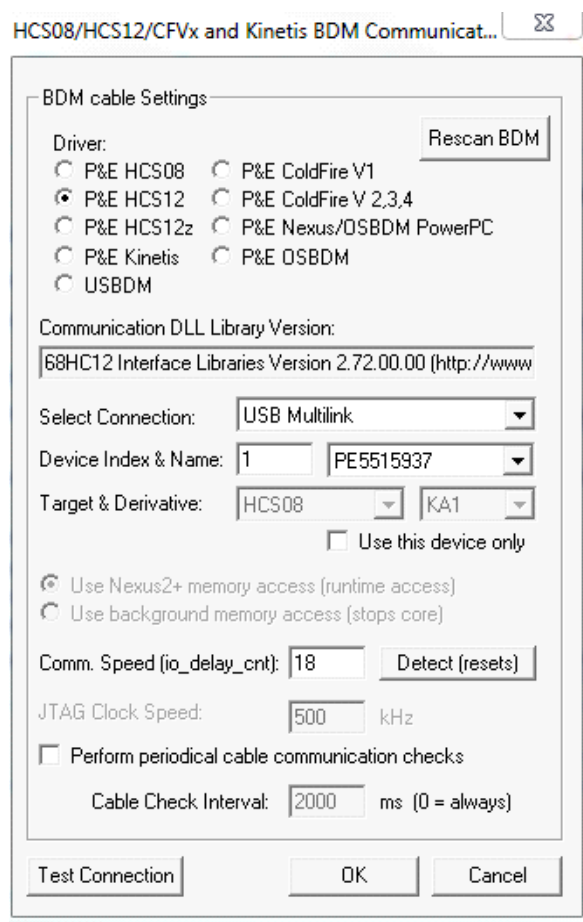 HCS08/HCS12/CFVx and Kinetis BDM Communicat...
BDM cable Settings
Rescan BDM
Driver:
P&E HCS08 P&E ColdFire V1
P&E HCS12 P&E ColdFire V 2,3,4
P&E HCS12z P&E Nexus/OSBDM PowerPC
P&E Kinetis P&E OSBDM
USBDM
Communication DLL Library Version:
68HC12 Interface Libraries Version 2.72.00.00 (http://www
Select Connection: USB Multilink
Device Index & Name: 1 PE5515937
Target & Derivative: HCS08 KA1
Use this device only
Use Nexus2+ memory access (runtime access)
Use background memory access (stops core)
Comm. Speed (io_delay_cnt): 18 Detect (resets)
JTAG Clock Speed: 500 kHz
Perform periodical cable communication checks
Cable Check Interval: 2000 ms (0 = always)
Test Connection OK Cancel